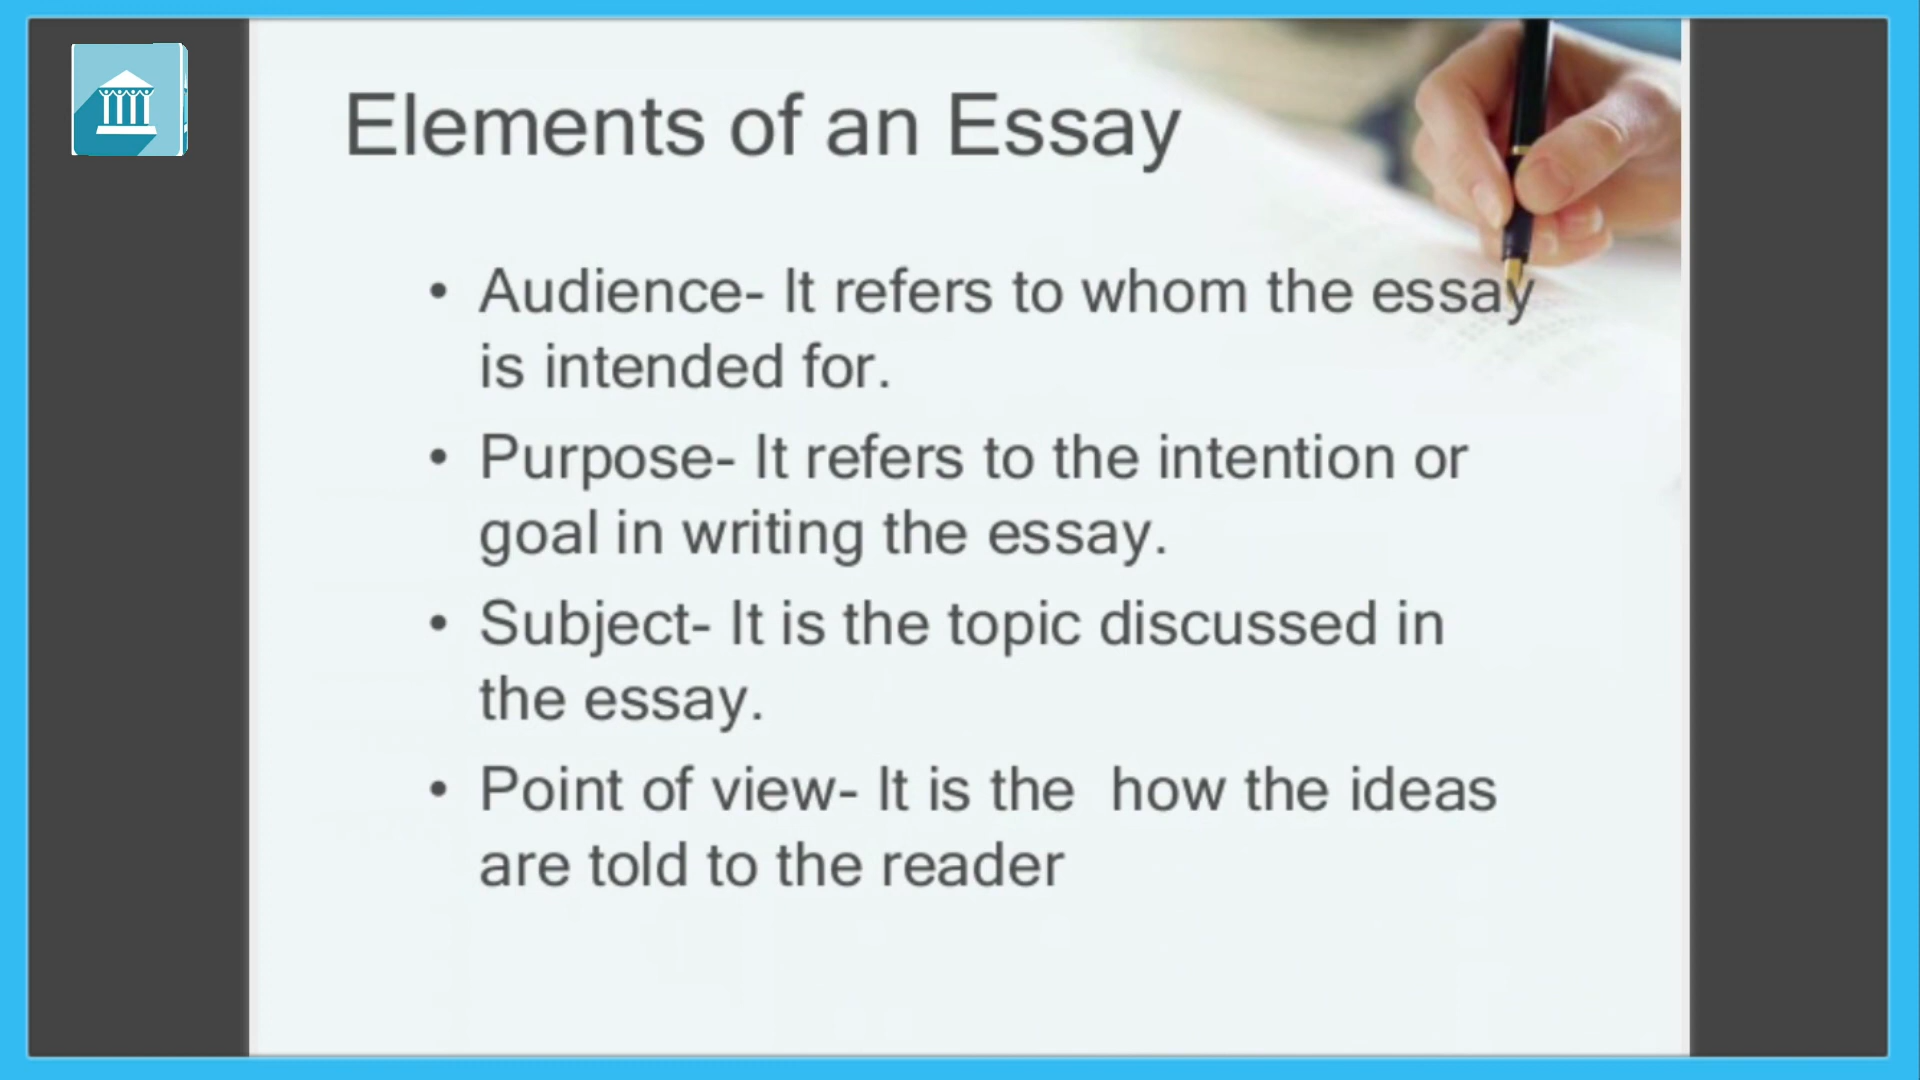 Elements of an Essay
• Audience- It refers to whom the essay
is intended for.
• Purpose- It refers to the intention or
goal in writing the essay.
• Subject- It is the topic discussed in
the essay.
• Point of view- It is the  how the ideas
are told to the reader